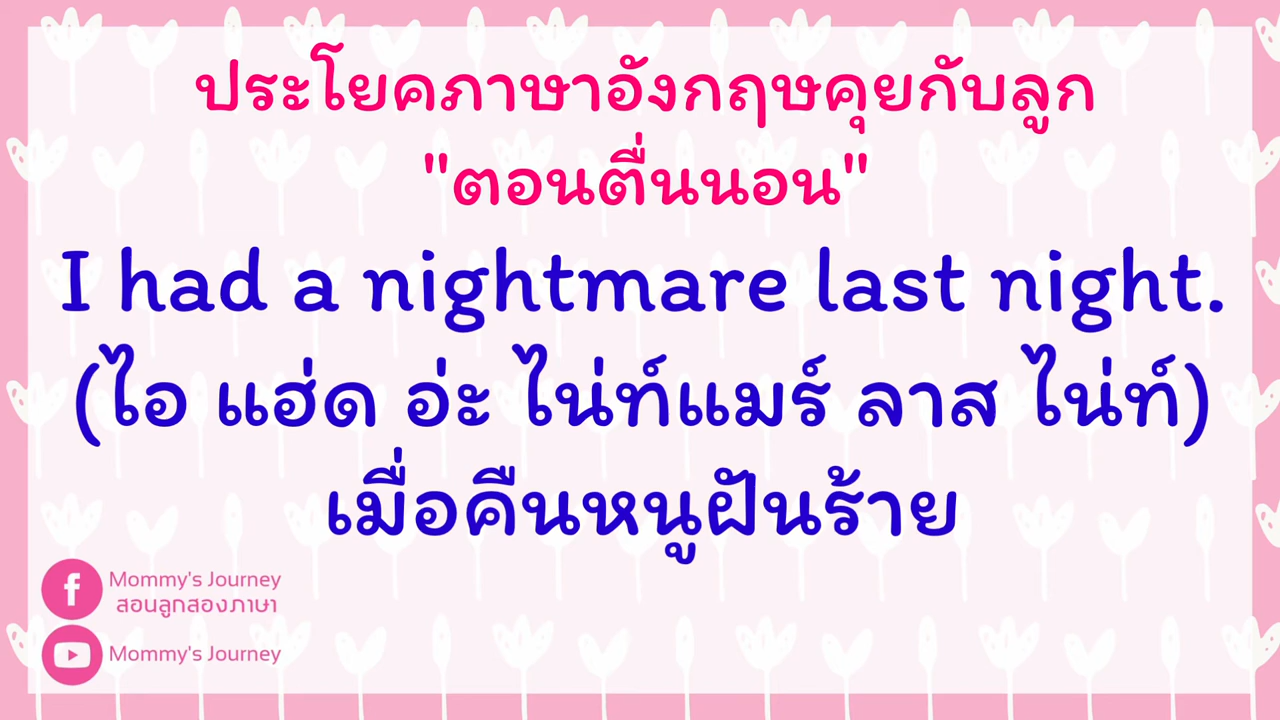 ประโยคภาษาอังกฤษคุยกับลูก
"ตอนตื่นนอน"
I had a nightmare last night.
(ไอ แฮ่ด อ่ะ ไน่ท์แมร์ ลาส ไน่ท์)
เมื่อคืนหนูฝันร้าย
Mommy's Journey
สอนลูกสองภาษา
Mommy's Journey